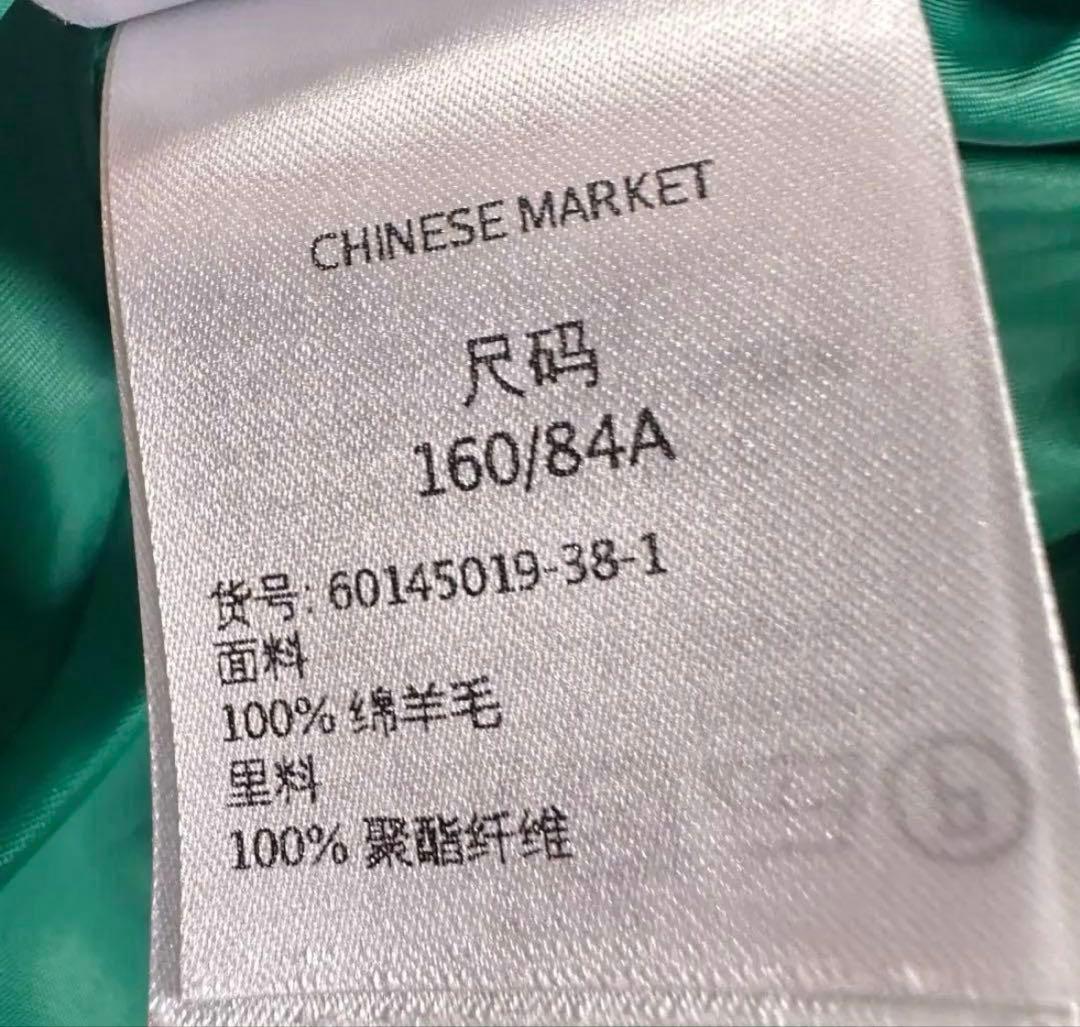 CHINESE MARKET
尺码
160/84A
货号: 60145019-38-1
面料
100% 绵羊毛
里料
100% 聚酯纤维